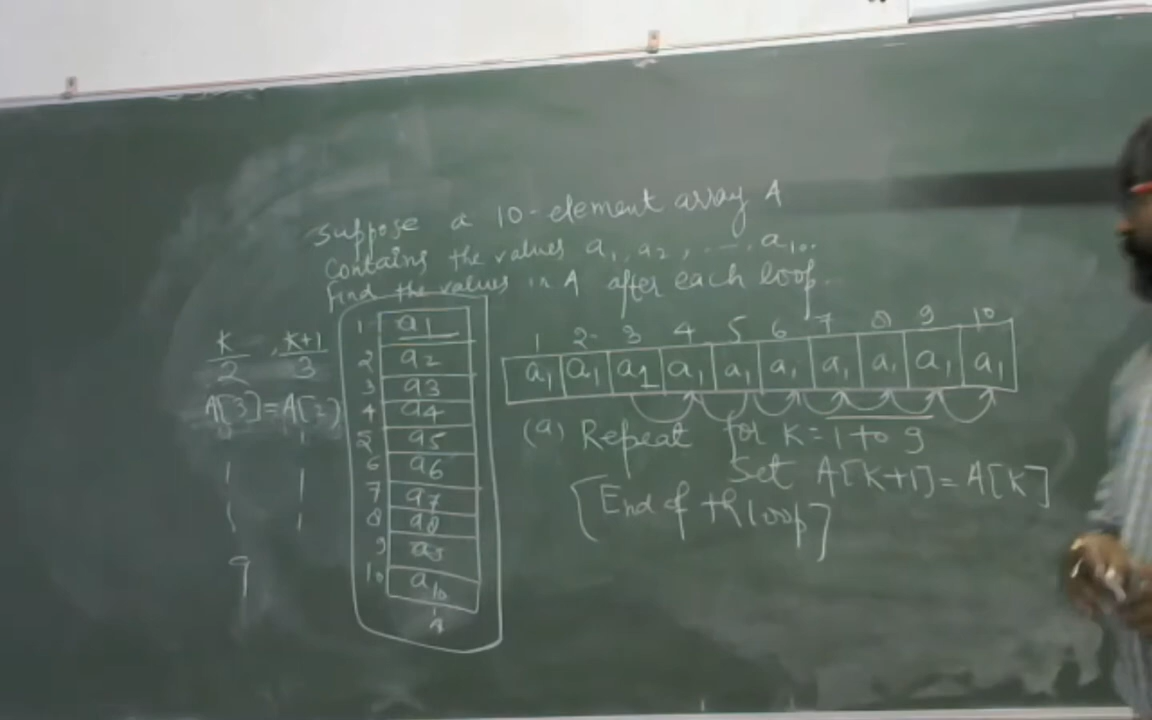 Suppose a 10-element array A
Contains the values a1, a2, ..... a10.
find the values in A after each loop.
K K+1
2 3
A[3]=A[2]
9
1 a1
2 a2
3 a3
4 a4
5 a5
6 a6
7 a7
8 a8
9 a9
10 a10
A
1 2 3 4 5 6 7 8 9 10
a1 a1 a1 a1 a1 a1 a1 a1 a1 a1
(a) Repeat for K=1 to 9
Set A[K+1]=A[K]
[End of th loop]